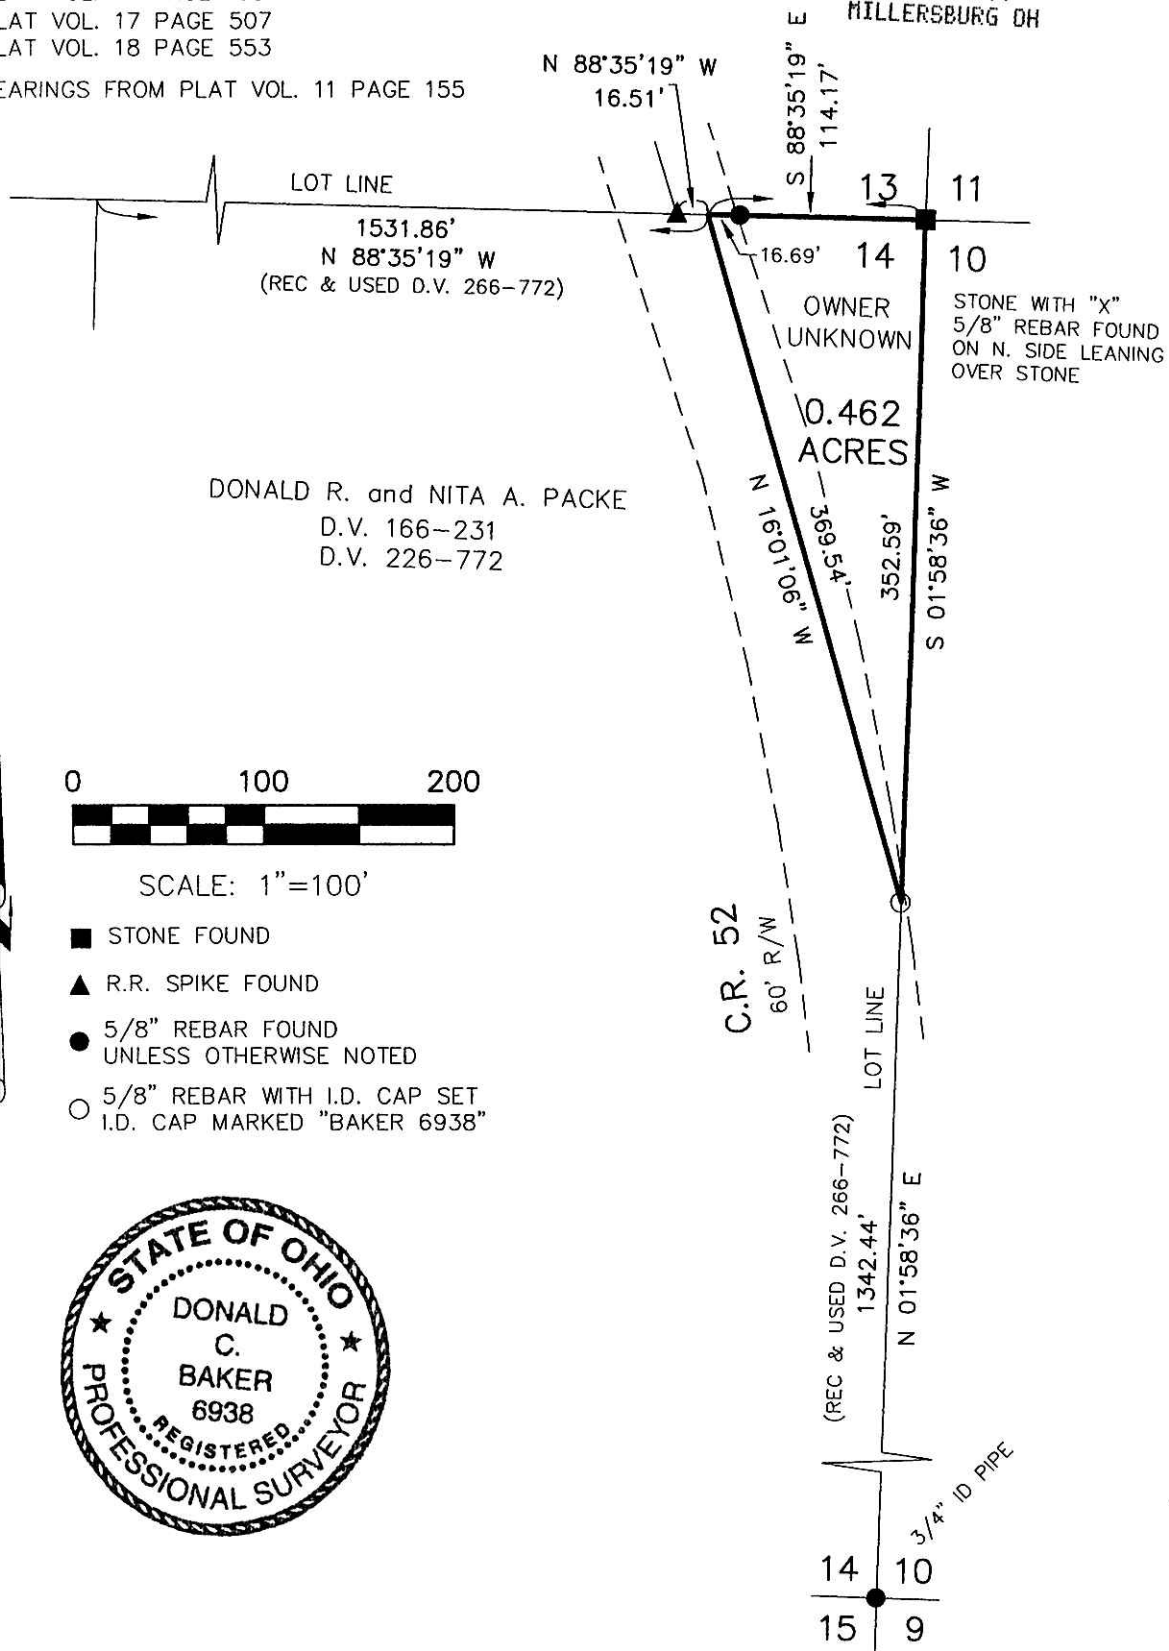 LAT VOL. 17 PAGE 507
LAT VOL. 18 PAGE 553
EARINGS FROM PLAT VOL. 11 PAGE 155
MILLERSBURG OH
N 88°35'19" W
16.51'
S 88°35'19" E
114.17'
LOT LINE
1531.86'
N 88°35'19" W
(REC & USED D.V. 266-772)
13
11
14
10
16.69'
OWNER
UNKNOWN
STONE WITH "X"
5/8" REBAR FOUND
ON N. SIDE LEANING
OVER STONE
0.462
ACRES
DONALD R. and NITA A. PACKE
D.V. 166-231
D.V. 226-772
N 16°01'06" W
369.54'
352.59'
S 01°58'36" W
0 100 200
SCALE: 1"=100'
STONE FOUND
R.R. SPIKE FOUND
5/8" REBAR FOUND
UNLESS OTHERWISE NOTED
5/8" REBAR WITH I.D. CAP SET
I.D. CAP MARKED "BAKER 6938"
C.R. 52
60' R/W
LOT LINE
(REC & USED D.V. 266-772)
1342.44'
N 01°58'36" E
STATE OF OHIO
DONALD
C.
BAKER
6938
REGISTERED
PROFESSIONAL SURVEYOR
3/4" ID PIPE
14
10
15
9